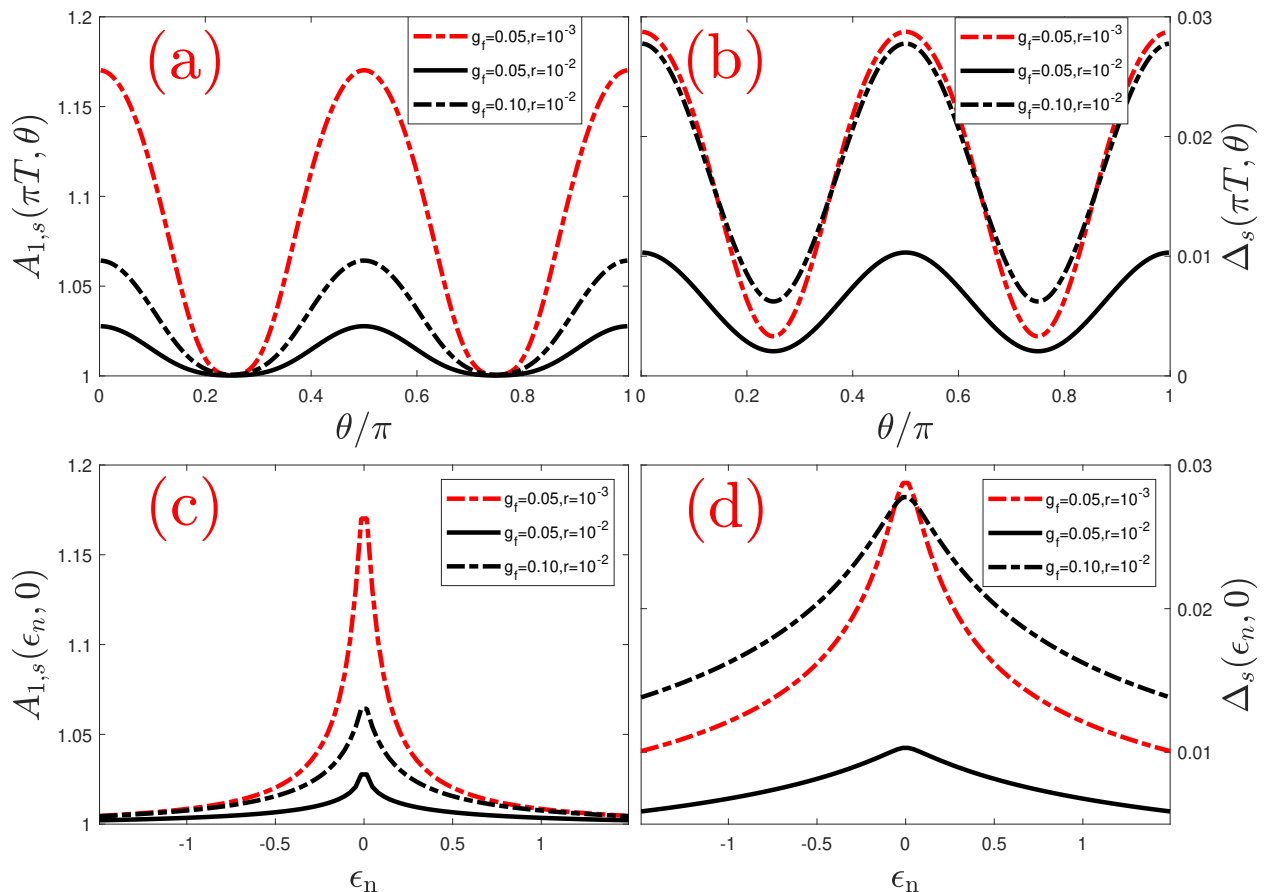 (a)
g_f=0.05,r=10^-3
g_f=0.05,r=10^-2
g_f=0.10,r=10^-2
1.2
1.15
1.1
1.05
1
0 0.2 0.4 0.6 0.8 1
A_{1,s}(πT, θ)
θ/π
(b)
g_f=0.05,r=10^-3
g_f=0.05,r=10^-2
g_f=0.10,r=10^-2
0.03
0.02
0.01
0
0 0.2 0.4 0.6 0.8 1
Δ_s(πT, θ)
θ/π
(c)
g_f=0.05,r=10^-3
g_f=0.05,r=10^-2
g_f=0.10,r=10^-2
1.2
1.15
1.1
1.05
1
-1 -0.5 0 0.5 1
A_{1,s}(ϵ_n, 0)
ϵ_n
(d)
g_f=0.05,r=10^-3
g_f=0.05,r=10^-2
g_f=0.10,r=10^-2
0.03
0.02
0.01
-1 -0.5 0 0.5 1
Δ_s(ϵ_n, 0)
ϵ_n